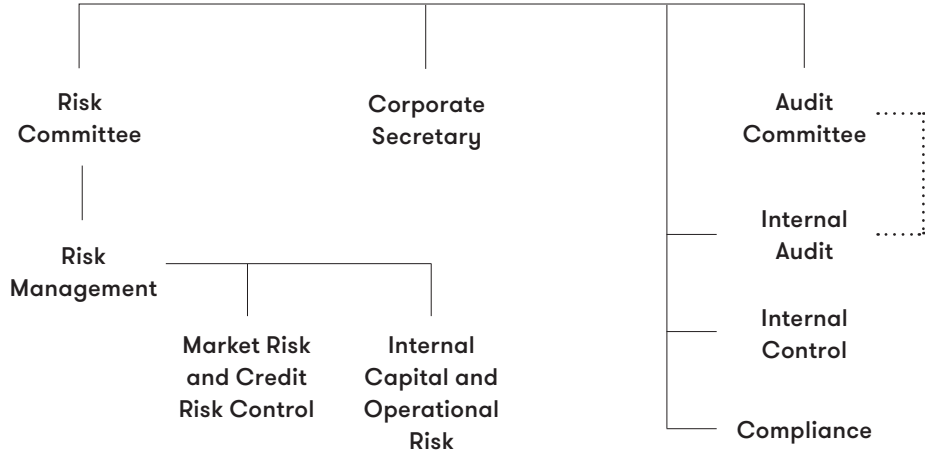 Risk
Committee
Corporate
Secretary
Audit
Committee
Risk
Management
Internal
Audit
Market Risk
and Credit
Risk Control
Internal
Capital and
Operational
Risk
Internal
Control
Compliance